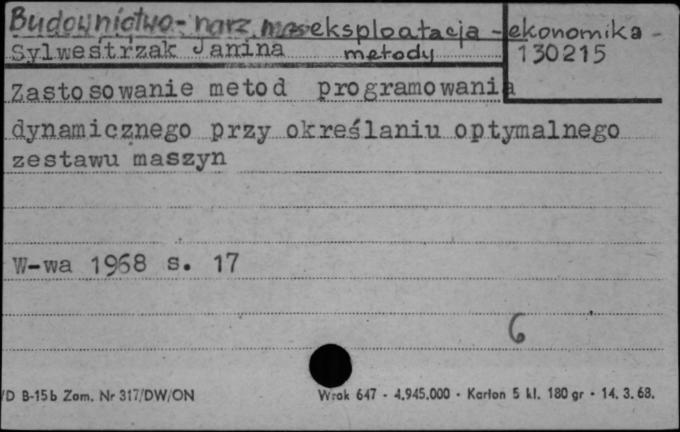 Budownictwo - narz. masz. eksploatacja - ekonomika -
metody
Sylwestrzak Janina
130215
Zastosowanie metod programowania
dynamicznego przy określaniu optymalnego
zestawu maszyn
W-wa 1968 s. 17
6
/D B-15b Zam. Nr 317/DW/ON
Wrok 647 - 4.945.000 - Karton 5 kl. 180 gr - 14. 3. 68.